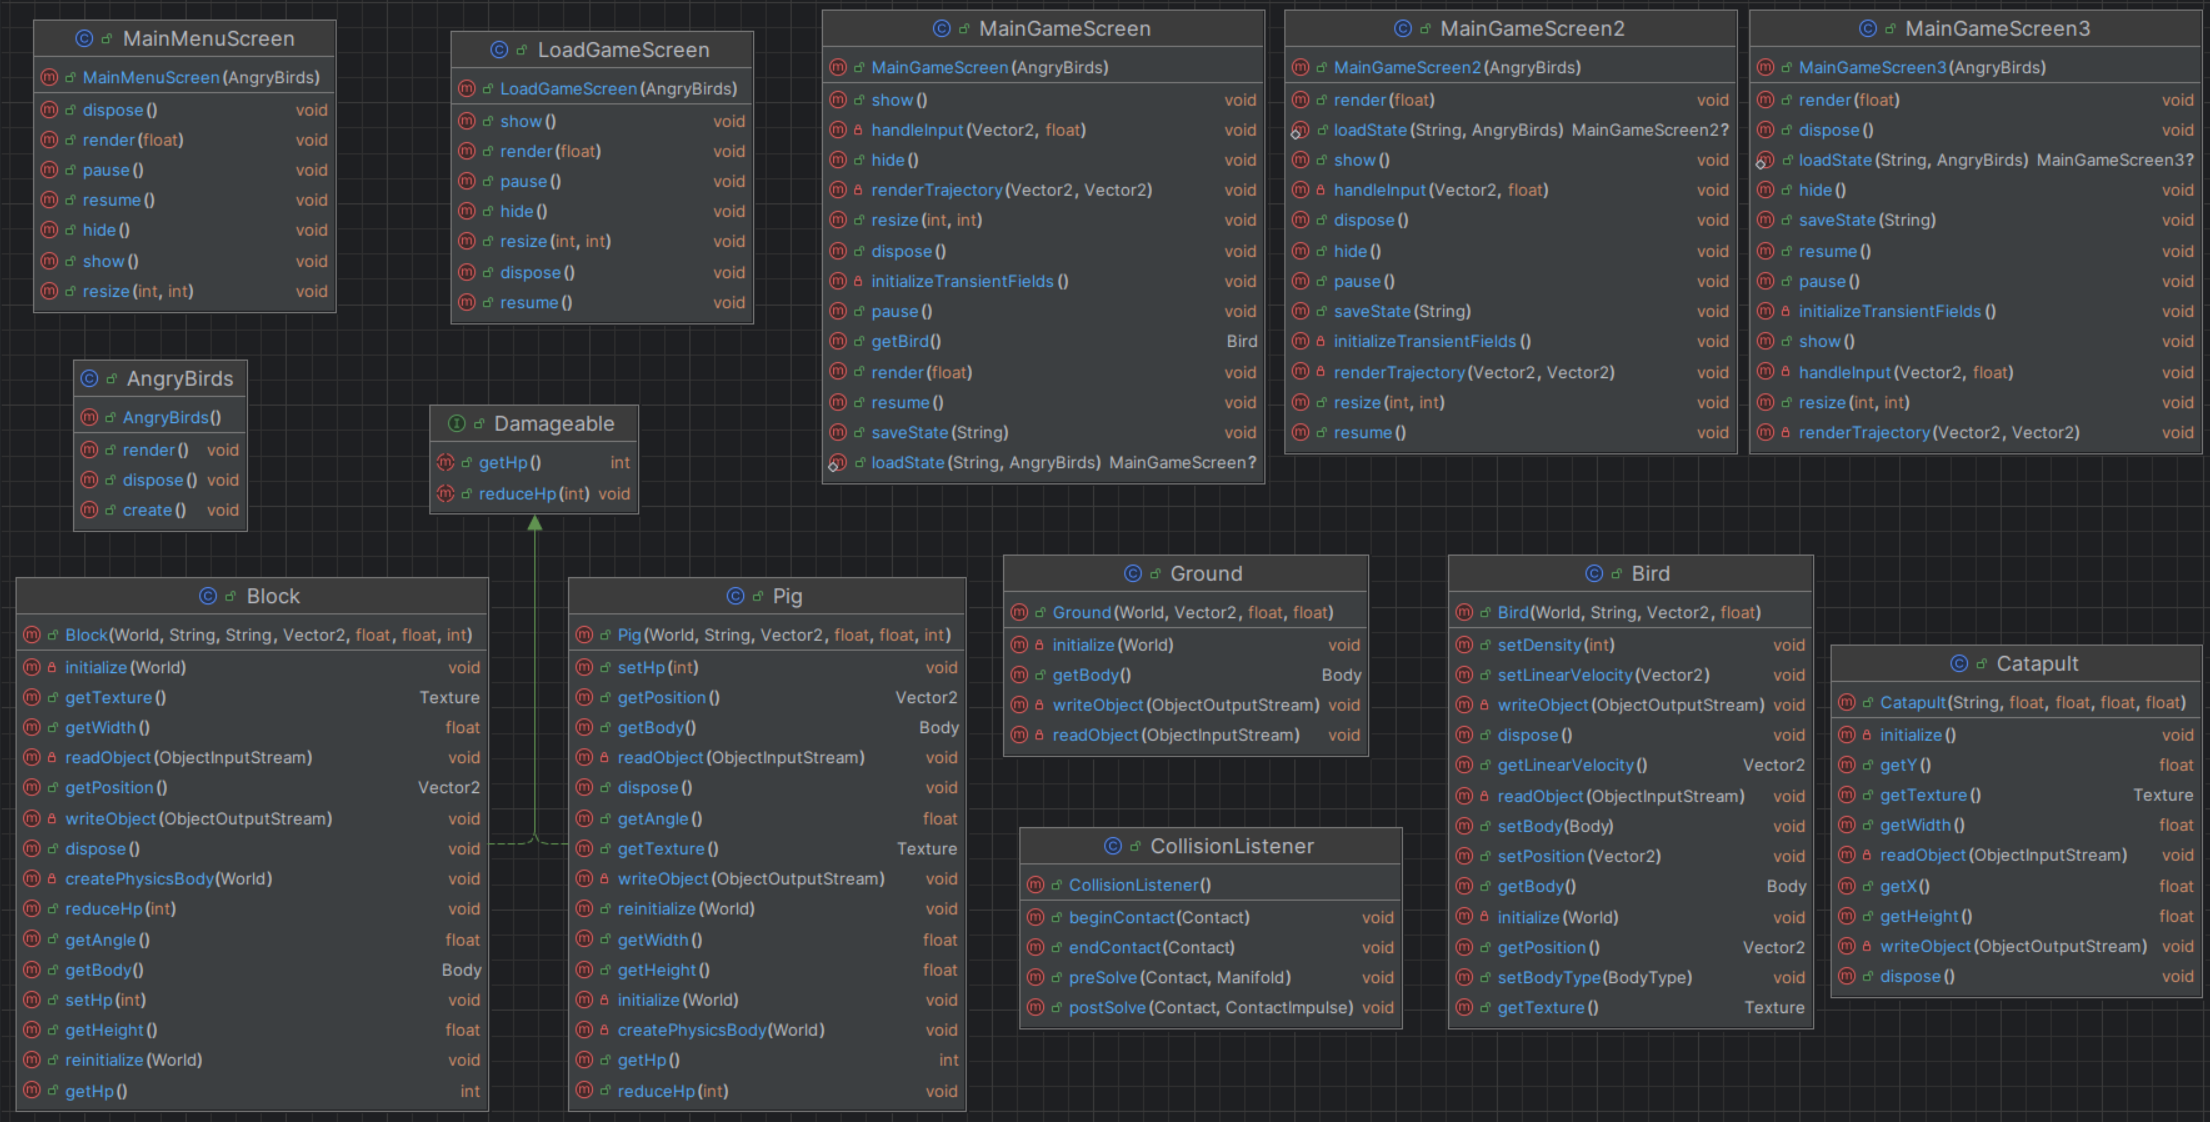 MainMenuScreen
MainMenuScreen(AngryBirds)
dispose() void
render(float) void
pause() void
resume() void
hide() void
show() void
resize(int, int) void
LoadGameScreen
LoadGameScreen(AngryBirds)
show() void
render(float) void
pause() void
hide() void
resize(int, int) void
dispose() void
resume() void
MainGameScreen
MainGameScreen(AngryBirds)
show() void
handleInput(Vector2, float) void
hide() void
renderTrajectory(Vector2, Vector2) void
resize(int, int) void
dispose() void
initializeTransientFields() void
pause() void
getBird() Bird
render(float) void
resume() void
saveState(String) void
loadState(String, AngryBirds) MainGameScreen?
MainGameScreen2
MainGameScreen2(AngryBirds)
render(float) void
loadState(String, AngryBirds) MainGameScreen2?
show() void
handleInput(Vector2, float) void
dispose() void
hide() void
pause() void
saveState(String) void
initializeTransientFields() void
renderTrajectory(Vector2, Vector2) void
resize(int, int) void
resume() void
MainGameScreen3
MainGameScreen3(AngryBirds)
render(float) void
dispose() void
loadState(String, AngryBirds) MainGameScreen3?
hide() void
saveState(String) void
resume() void
pause() void
initializeTransientFields() void
show() void
handleInput(Vector2, float) void
resize(int, int) void
renderTrajectory(Vector2, Vector2) void
AngryBirds
AngryBirds()
render() void
dispose() void
create() void
Damageable
getHp() int
reduceHp(int) void
Block
Block(World, String, String, Vector2, float, float, int)
initialize(World) void
getTexture() Texture
getWidth() float
readObject(ObjectInputStream) void
getPosition() Vector2
writeObject(ObjectOutputStream) void
dispose() void
createPhysicsBody(World) void
reduceHp(int) void
getAngle() float
getBody() Body
setHp(int) void
getHeight() float
reinitialize(World) void
getHp() int
Pig
Pig(World, String, Vector2, float, float, int)
setHp(int) void
getPosition() Vector2
getBody() Body
readObject(ObjectInputStream) void
dispose() void
getAngle() float
getTexture() Texture
writeObject(ObjectOutputStream) void
reinitialize(World) void
getWidth() float
getHeight() float
initialize(World) void
createPhysicsBody(World) void
getHp() int
reduceHp(int) void
Ground
Ground(World, Vector2, float, float)
initialize(World) void
getBody() Body
writeObject(ObjectOutputStream) void
readObject(ObjectInputStream) void
CollisionListener
CollisionListener()
beginContact(Contact) void
endContact(Contact) void
preSolve(Contact, Manifold) void
postSolve(Contact, ContactImpulse) void
Bird
Bird(World, String, Vector2, float)
setDensity(int) void
setLinearVelocity(Vector2) void
writeObject(ObjectOutputStream) void
dispose() void
getLinearVelocity() Vector2
readObject(ObjectInputStream) void
setBody(Body) void
setPosition(Vector2) void
getBody() Body
initialize(World) void
getPosition() Vector2
setBodyType(BodyType) void
getTexture() Texture
Catapult
Catapult(String, float, float, float, float)
initialize() void
getY() float
getTexture() Texture
getWidth() float
readObject(ObjectInputStream) void
getX() float
getHeight() float
writeObject(ObjectOutputStream) void
dispose() void